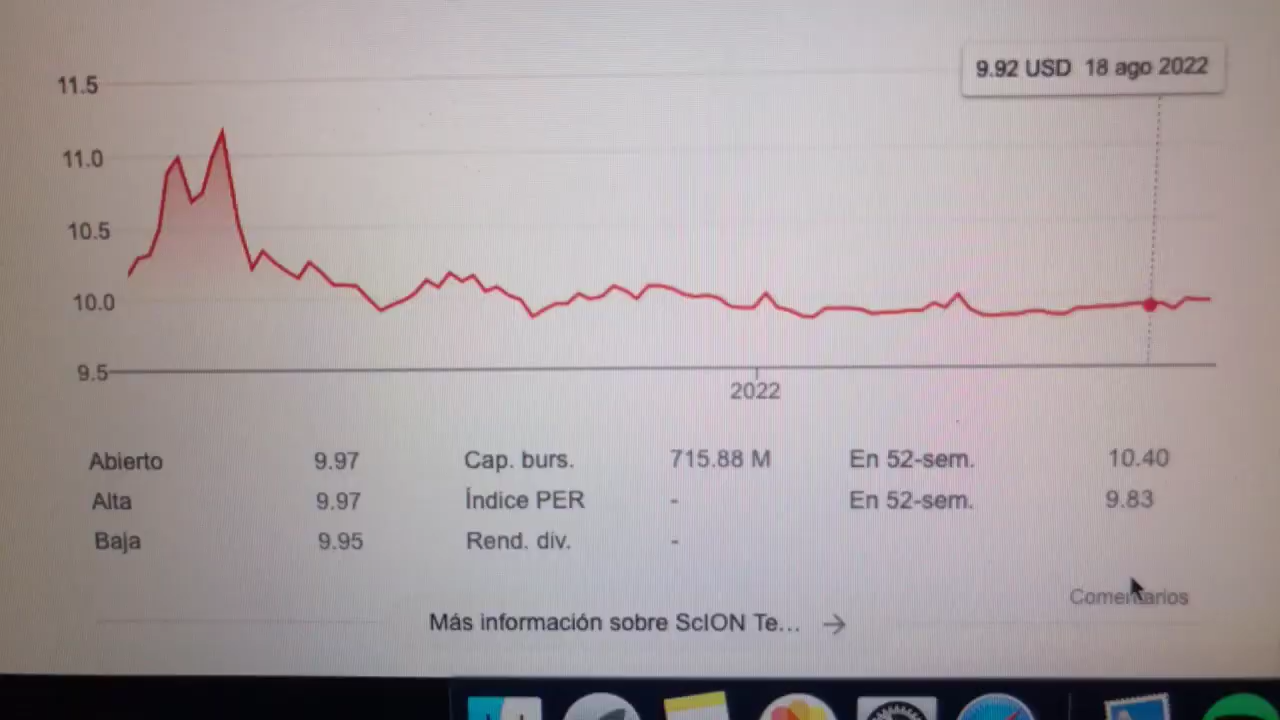 9.92 USD 18 ago 2022
11.5
11.0
10.5
10.0
9.5
2022
Abierto 9.97 Cap. burs. 715.88 M En 52-sem. 10.40
Alta 9.97 Índice PER - En 52-sem. 9.83
Baja 9.95 Rend. div. -
Comentarios
Más información sobre ScION Te... →